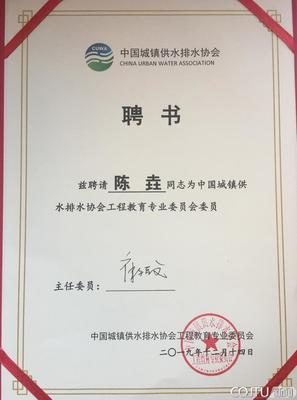 CUWA
中国城镇供水排水协会
CHINA URBAN WATER ASSOCIATION
聘书
兹聘请 陈垚 同志为中国城镇供
水排水协会工程教育专业委员会委员
主任委员：
中国城镇供水排水协会工程教育专业委员会
二〇一九年十二月十四日